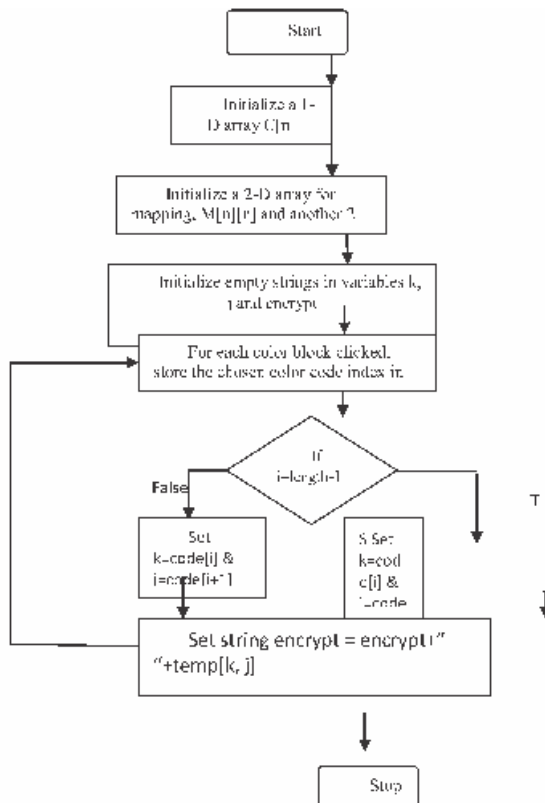 Start
Initialize a 1-
D array C[n
Initialize a 2-D array for
mapping, M[n][n] and another 2
Initialize empty strings in variables k,
j and encrypt
For each color block clicked,
store the chosen color code index in
If
i=length-1
False
T
Set
k=code[i] &
j=code[i+1]
S Set
k=cod
e[i] &
j=code
Set string encrypt = encrypt+"
"+temp[k, j]
Stop